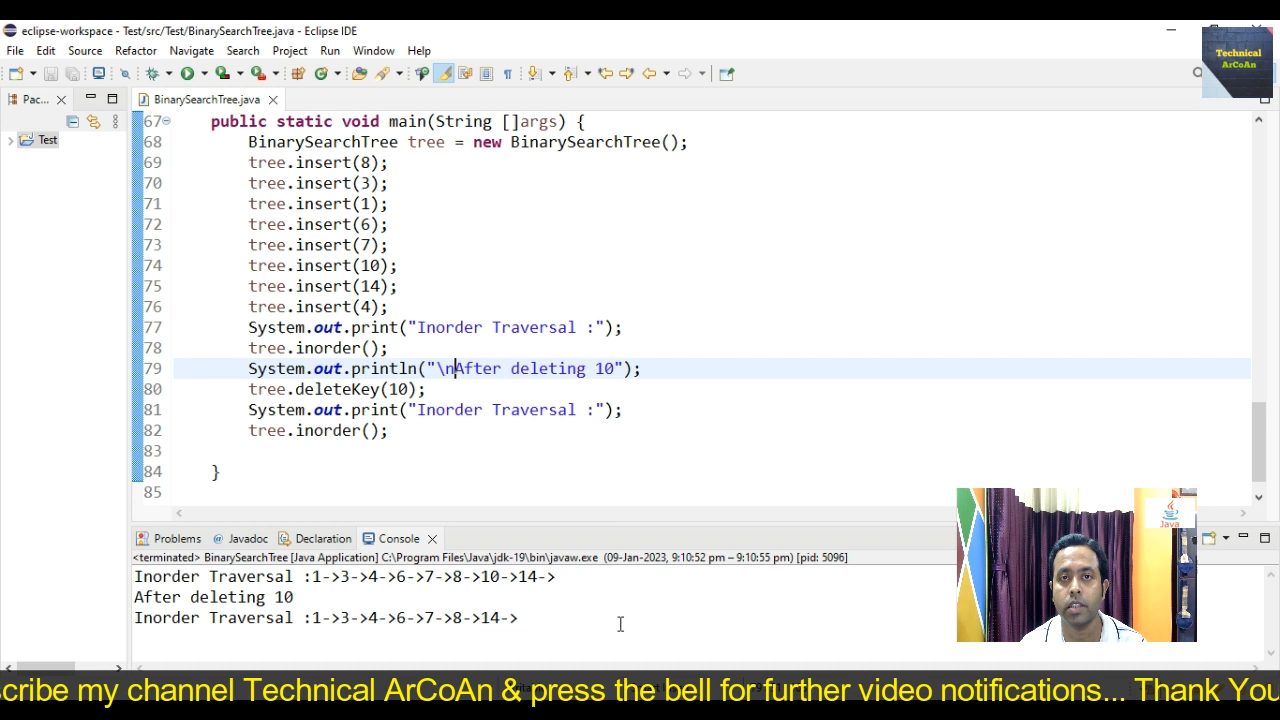 eclipse-workspace - Test/src/Test/BinarySearchTree.java - Eclipse IDE
File Edit Source Refactor Navigate Search Project Run Window Help
Technical
ArCoAn
Pac...
BinarySearchTree.java
Test
67 public static void main(String []args) {
68 BinarySearchTree tree = new BinarySearchTree();
69 tree.insert(8);
70 tree.insert(3);
71 tree.insert(1);
72 tree.insert(6);
73 tree.insert(7);
74 tree.insert(10);
75 tree.insert(14);
76 tree.insert(4);
77 System.out.print("Inorder Traversal :");
78 tree.inorder();
79 System.out.println("\nAfter deleting 10");
80 tree.deleteKey(10);
81 System.out.print("Inorder Traversal :");
82 tree.inorder();
83
84 }
85
Java
Problems @ Javadoc Declaration Console
<terminated> BinarySearchTree [Java Application] C:\Program Files\Java\jdk-19\bin\javaw.exe (09-Jan-2023, 9:10:52 pm – 9:10:55 pm) [pid: 5096]
Inorder Traversal :1->3->4->6->7->8->10->14->
After deleting 10
Inorder Traversal :1->3->4->6->7->8->14->
scribe my channel Technical ArCoAn & press the bell for further video notifications... Thank You